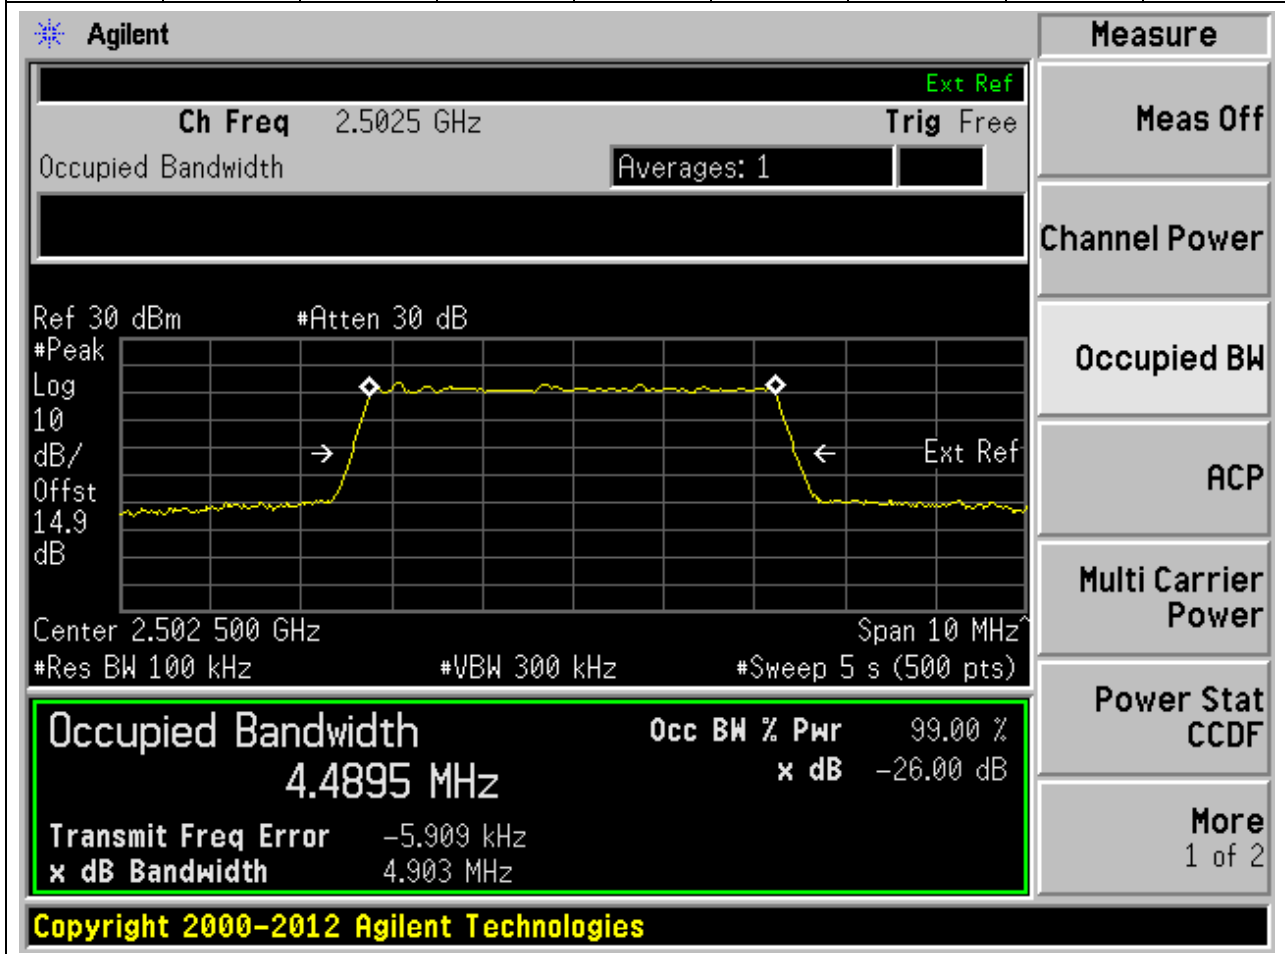 Agilent
Measure
Ext Ref
Ch Freq 2.5025 GHz Trig Free
Meas Off
Occupied Bandwidth Averages: 1
Channel Power
Ref 30 dBm #Atten 30 dB
#Peak
Log
10
dB/
Offst
14.9
dB
Ext Ref
Occupied BW
ACP
Center 2.502 500 GHz Span 10 MHz^
#Res BW 100 kHz #VBW 300 kHz #Sweep 5 s (500 pts)
Multi Carrier
Power
Occupied Bandwidth Occ BW % Pwr 99.00 %
4.4895 MHz x dB -26.00 dB
Transmit Freq Error -5.909 kHz
x dB Bandwidth 4.903 MHz
Power Stat
CCDF
More
1 of 2
Copyright 2000-2012 Agilent Technologies